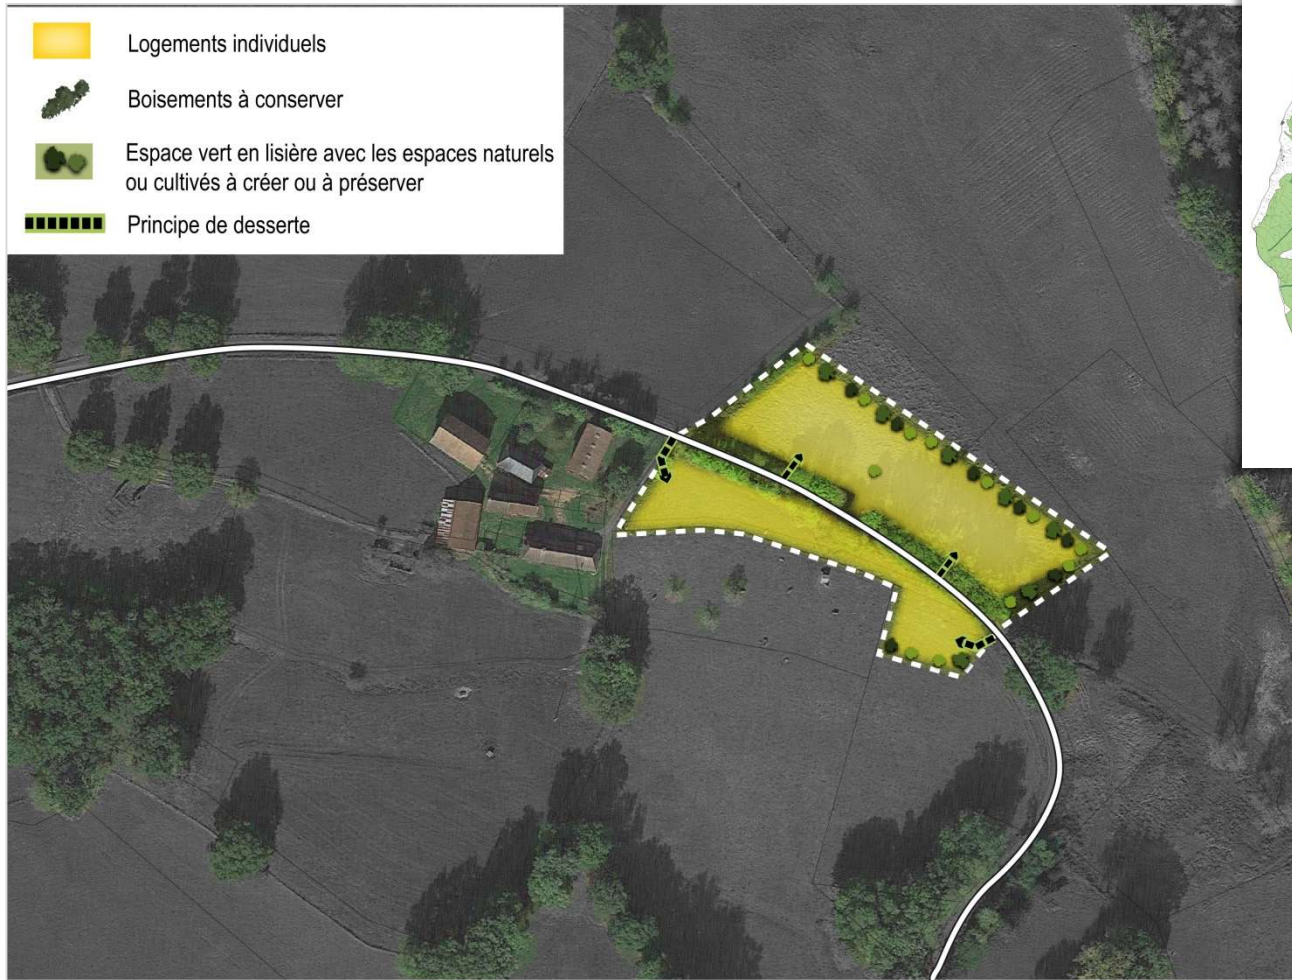 Logements individuels
Boisements à conserver
Espace vert en lisière avec les espaces naturels
ou cultivés à créer ou à préserver
Principe de desserte